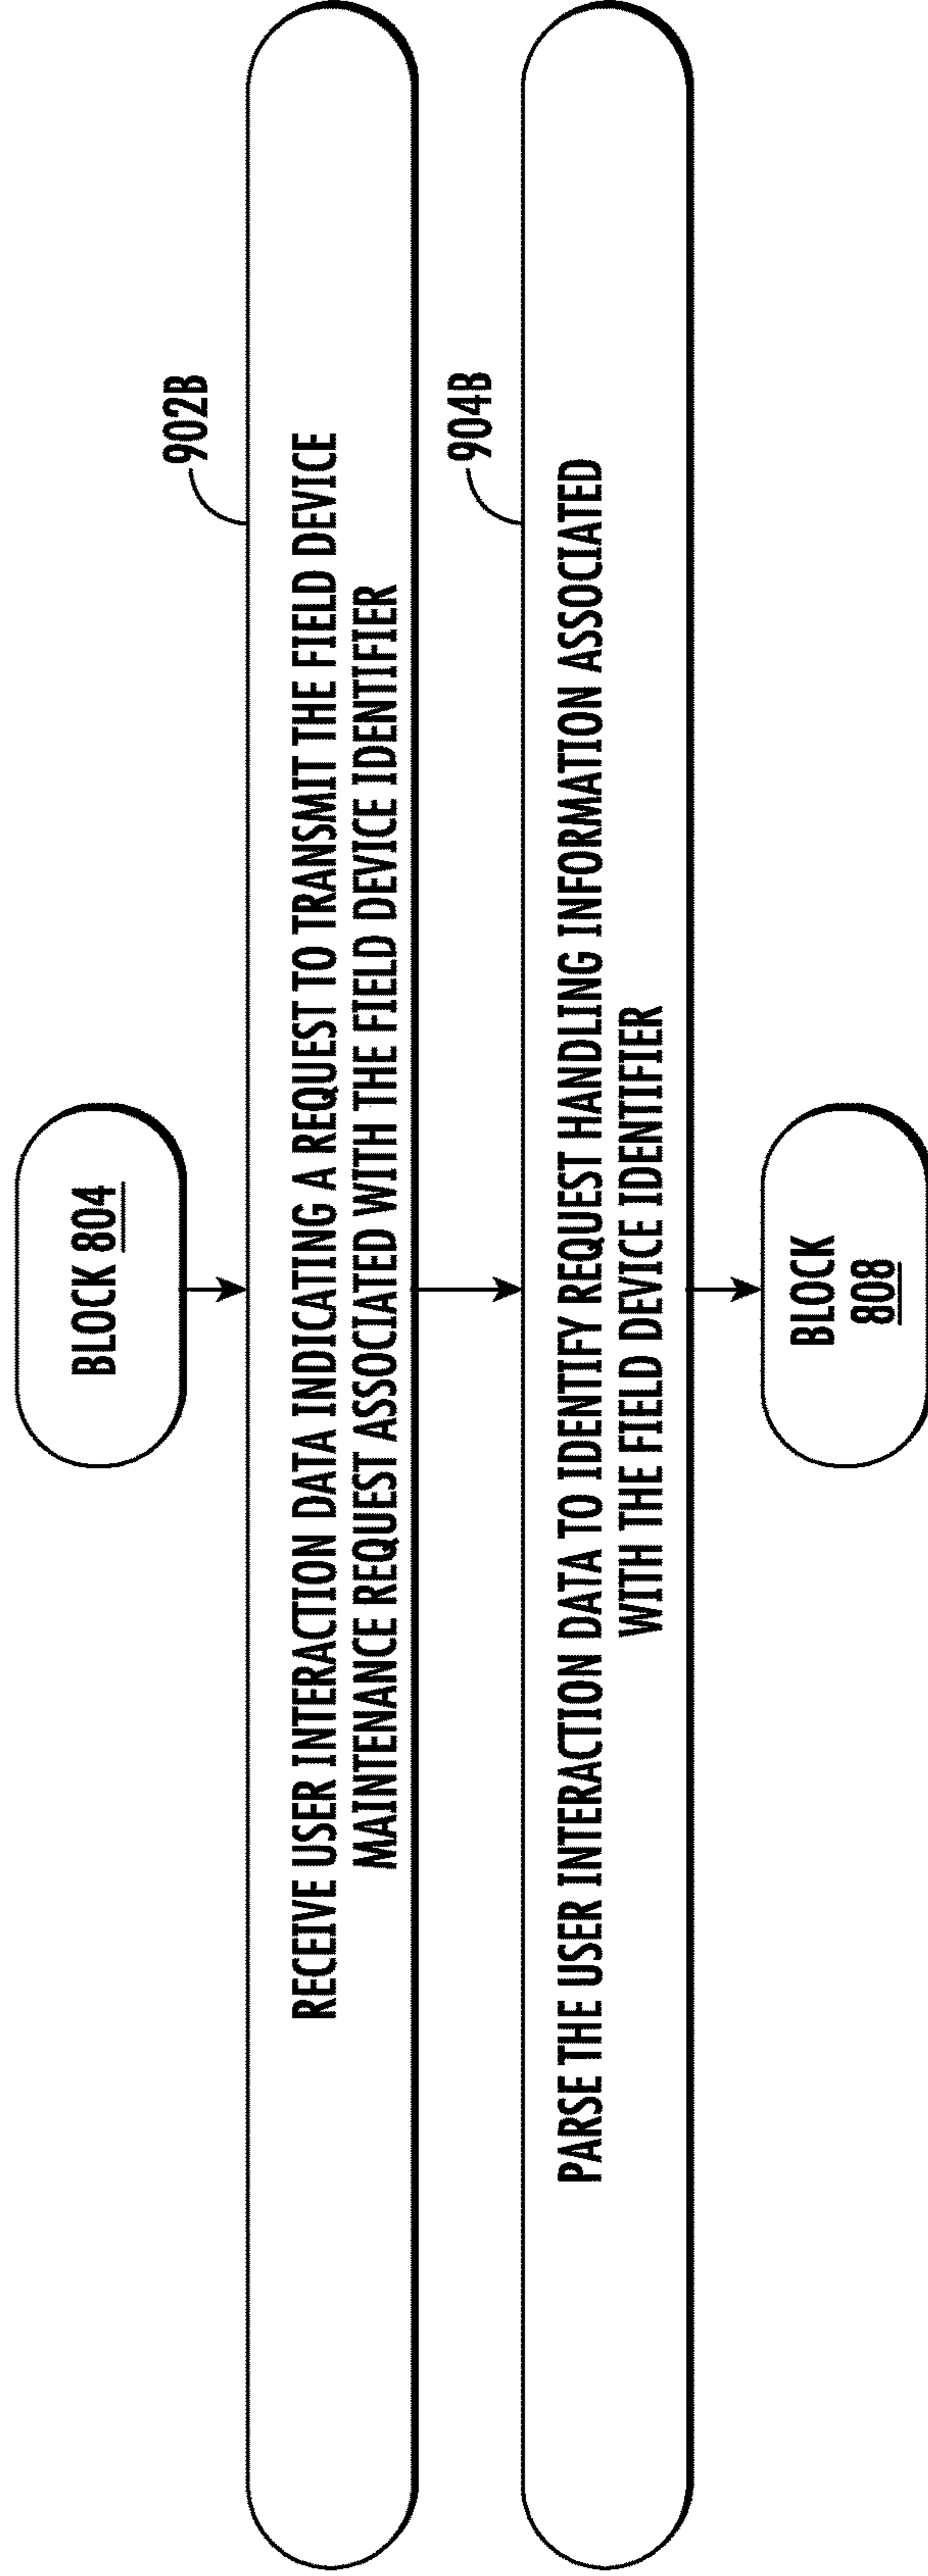 BLOCK 804
902B
RECEIVE USER INTERACTION DATA INDICATING A REQUEST TO TRANSMIT THE FIELD DEVICE
MAINTENANCE REQUEST ASSOCIATED WITH THE FIELD DEVICE IDENTIFIER
904B
PARSE THE USER INTERACTION DATA TO IDENTIFY REQUEST HANDLING INFORMATION ASSOCIATED
WITH THE FIELD DEVICE IDENTIFIER
BLOCK
808